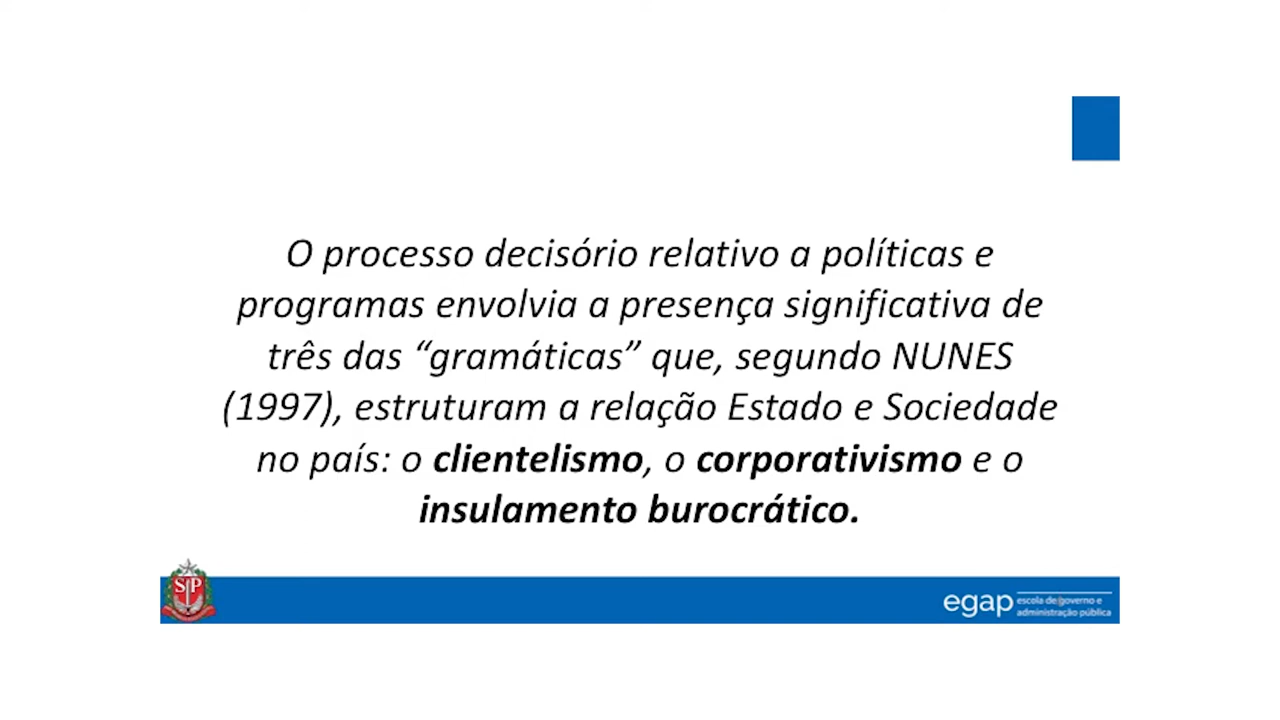 O processo decisório relativo a políticas e
programas envolvia a presença significativa de
três das “gramáticas” que, segundo NUNES
(1997), estruturam a relação Estado e Sociedade
no país: o clientelismo, o corporativismo e o
insulamento burocrático.
SP
egap
escola de governo e
administração pública